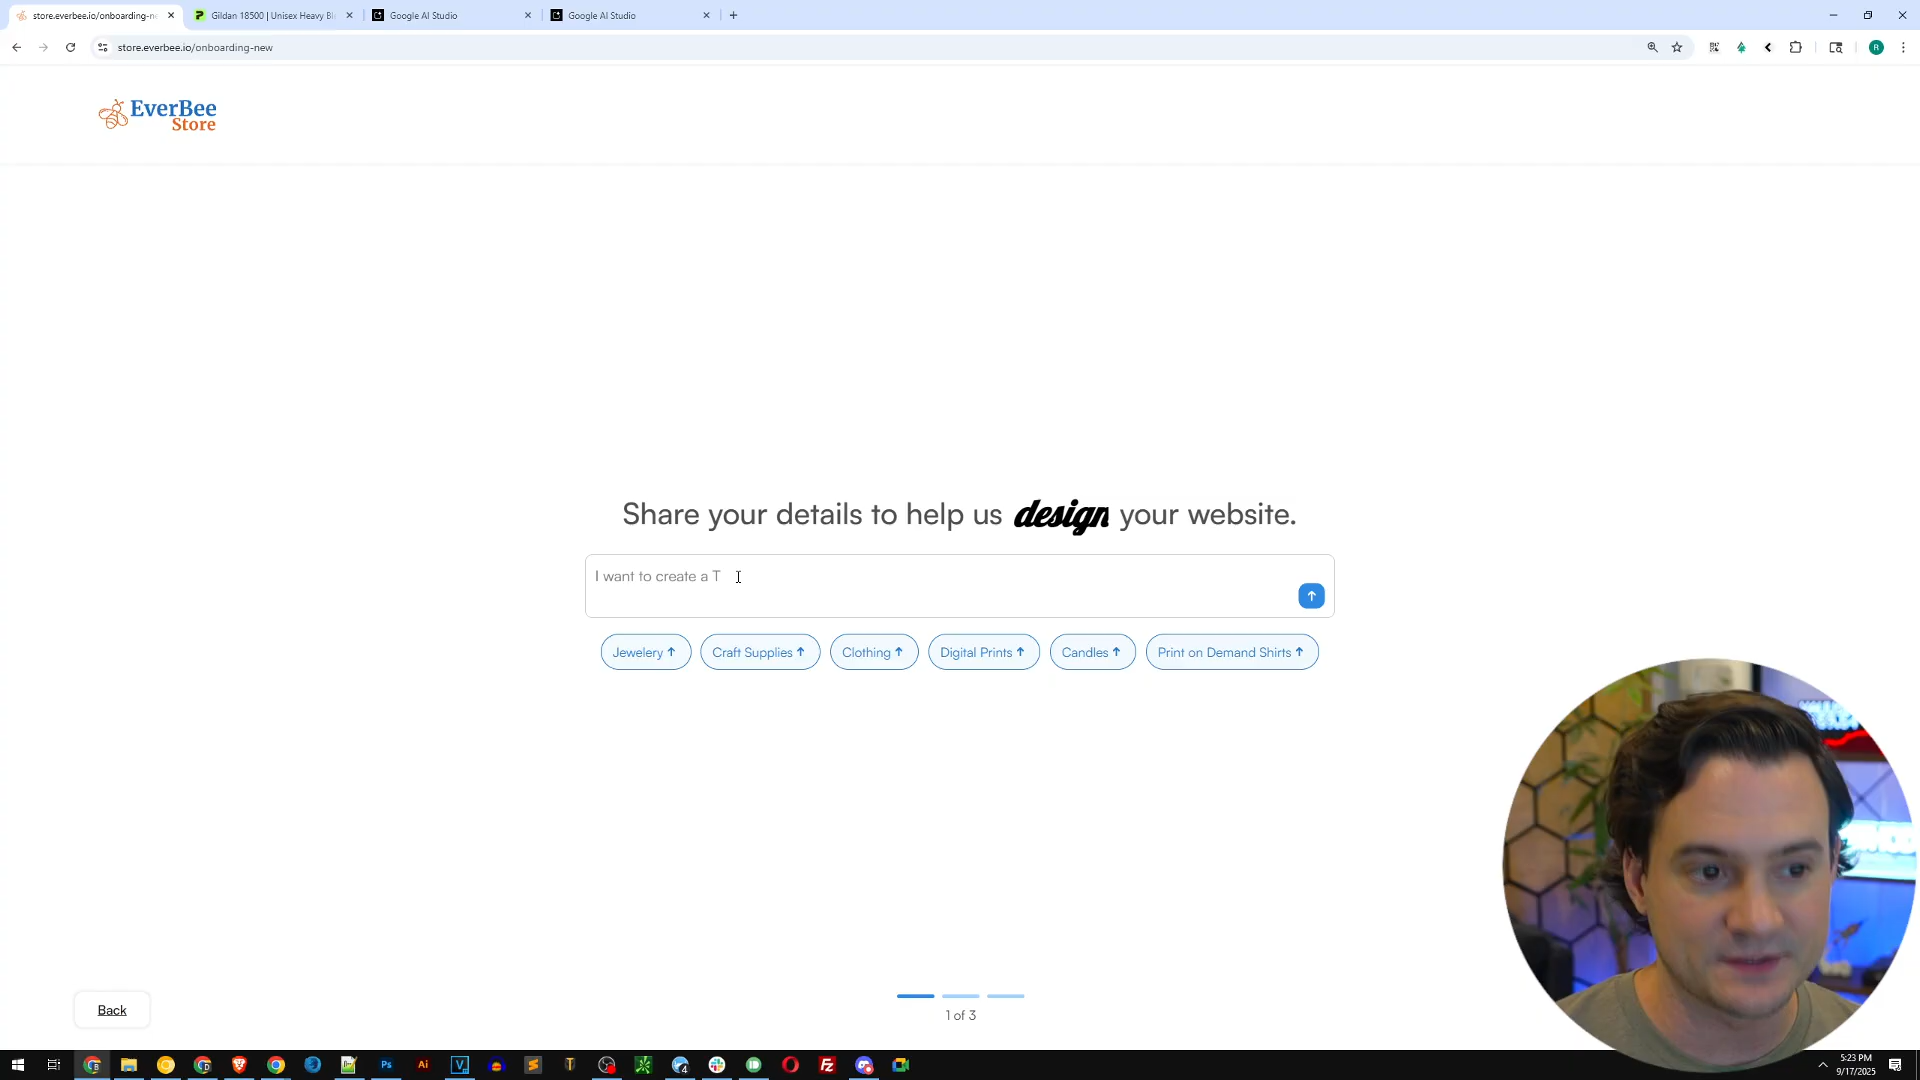 store.everbee.io/onboarding-ne
Gildan 18500 | Unisex Heavy Bl
Google AI Studio
Google AI Studio
store.everbee.io/onboarding-new
R
EverBee
Store
Share your details to help us design your website.
I want to create a T
Jewelery
Craft Supplies
Clothing
Digital Prints
Candles
Print on Demand Shirts
Back
1 of 3
5:23 PM
9/17/2025